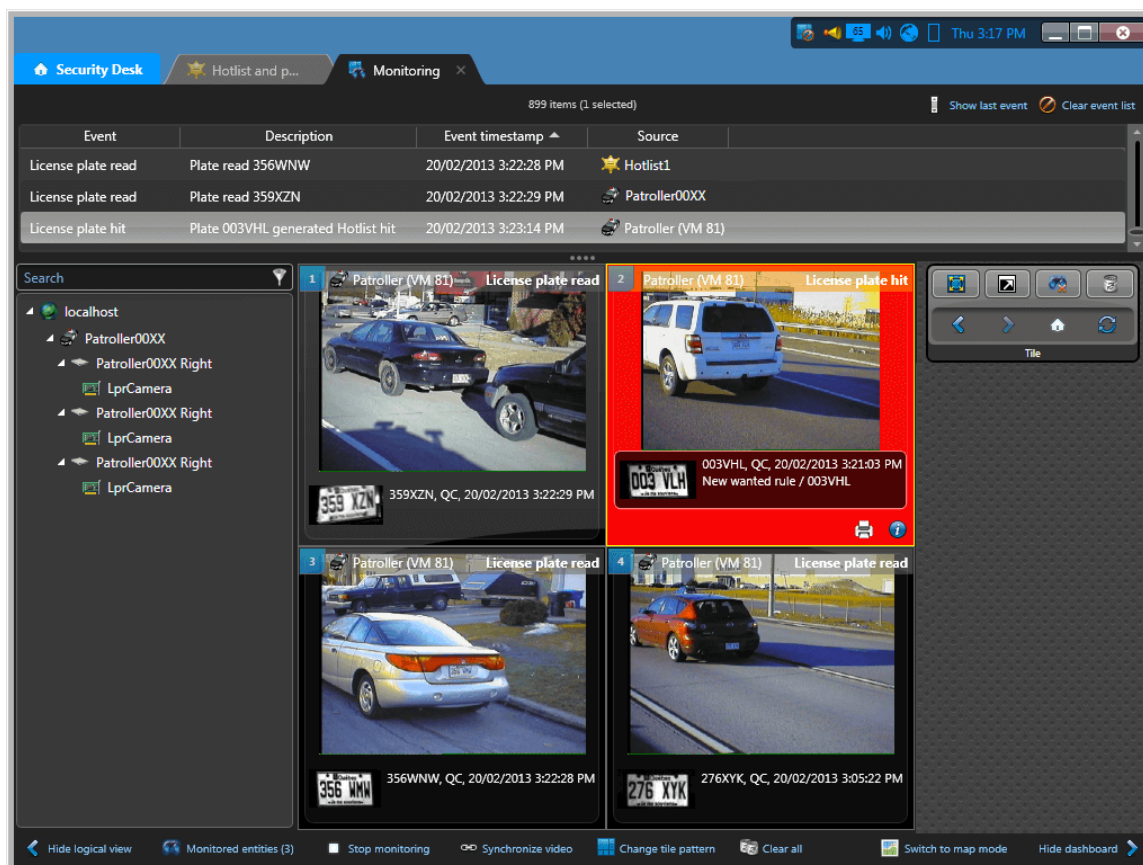 65 Thu 3:17 PM
Security Desk Hotlist and p... Monitoring
899 items (1 selected) Show last event Clear event list
Event Description Event timestamp Source
License plate read Plate read 356WNW 20/02/2013 3:22:28 PM Hotlist1
License plate read Plate read 359XZN 20/02/2013 3:22:29 PM Patroller00XX
License plate hit Plate 003VHL generated Hotlist hit 20/02/2013 3:23:14 PM Patroller (VM 81)
Search
localhost
Patroller00XX
Patroller00XX Right
LprCamera
Patroller00XX Right
LprCamera
Patroller00XX Right
LprCamera
1 Patroller (VM 81) License plate read
359 XZN
359XZN, QC, 20/02/2013 3:22:29 PM
2 Patroller (VM 81) License plate hit
003 VLH
003VHL, QC, 20/02/2013 3:21:03 PM
New wanted rule / 003VHL
3 Patroller (VM 81) License plate read
356 WMW
356WNW, QC, 20/02/2013 3:22:28 PM
4 Patroller (VM 81) License plate read
276 XYK
276XYK, QC, 20/02/2013 3:05:22 PM
Tile
Hide logical view Monitored entities (3) Stop monitoring Synchronize video Change tile pattern Clear all Switch to map mode Hide dashboard